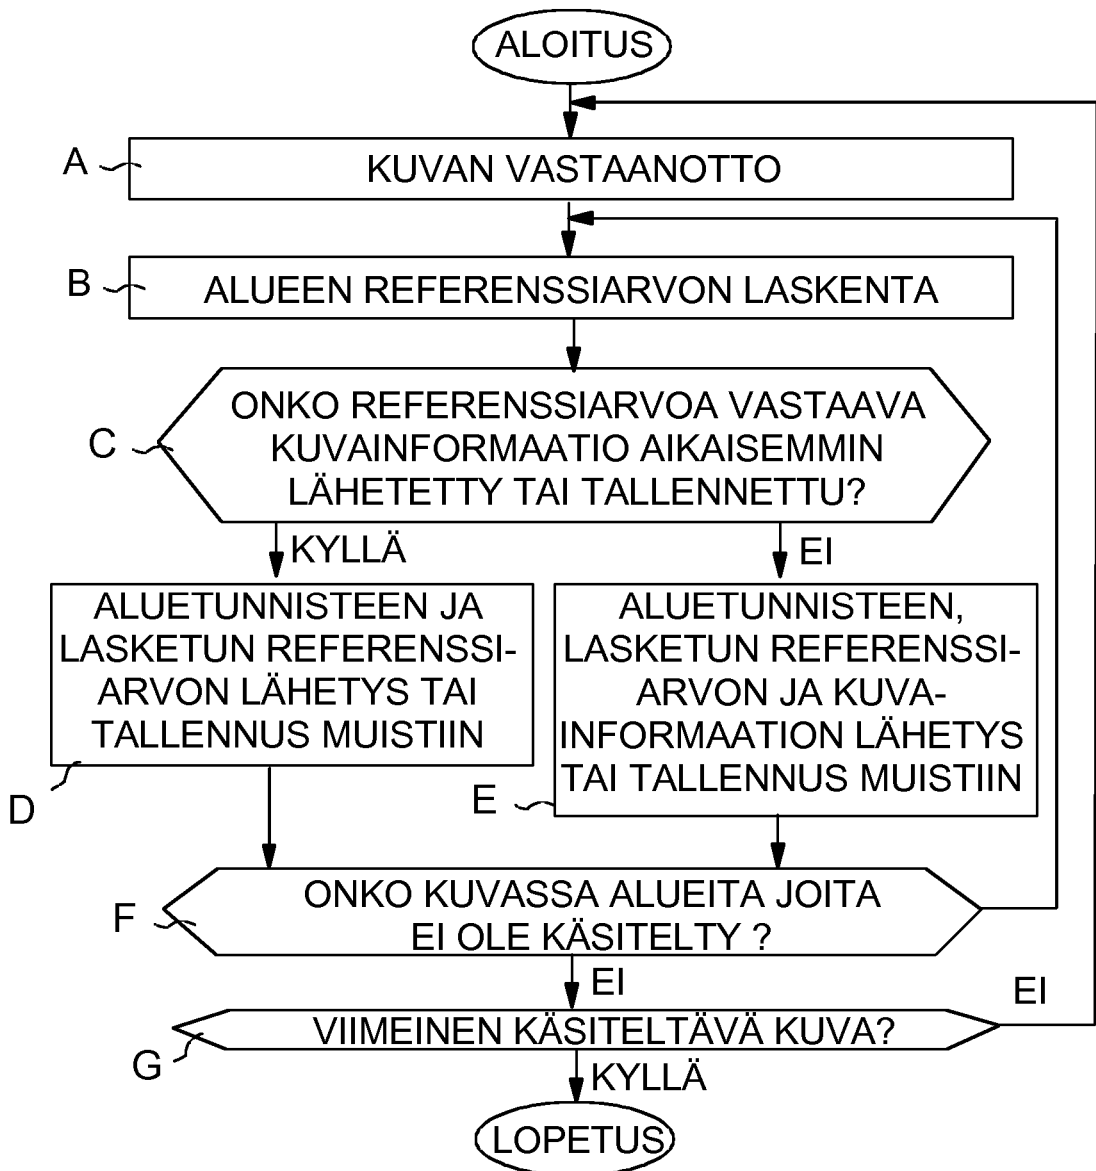 ALOITUS
A
KUVAN VASTAANOTTO
B
ALUEEN REFERENSSIARVON LASKENTA
C
ONKO REFERENSSIARVOA VASTAAVA
KUVAINFORMAATIO AIKAISEMMIN
LÄHETETTY TAI TALLENNETTU?
KYLLÄ
EI
ALUETUNNISTEEN JA
LASKETUN REFERENSSI-
ARVON LÄHETYS TAI
TALLENNUS MUISTIIN
D
ALUETUNNISTEEN,
LASKETUN REFERENSSI-
ARVON JA KUVA-
INFORMAATION LÄHETYS
TAI TALLENNUS MUISTIIN
E
F
ONKO KUVASSA ALUEITA JOITA
EI OLE KÄSITELTY ?
EI
EI
G
VIIMEINEN KÄSITELTÄVÄ KUVA?
KYLLÄ
LOPETUS